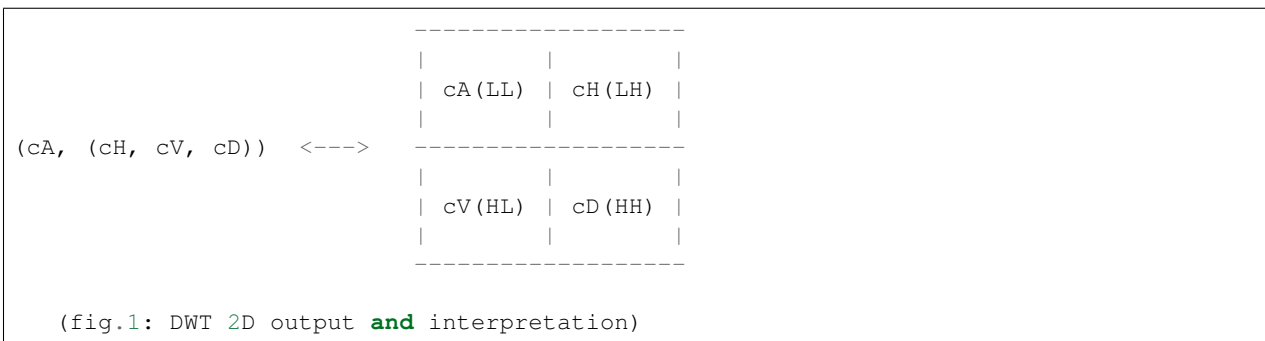 -------------------
                            |        |        |
                            | cA(LL) | cH(LH) |
                            |        |        |
(cA, (cH, cV, cD))  <--->   -------------------
                            |        |        |
                            | cV(HL) | cD(HH) |
                            |        |        |
                            -------------------

   (fig.1: DWT 2D output and interpretation)